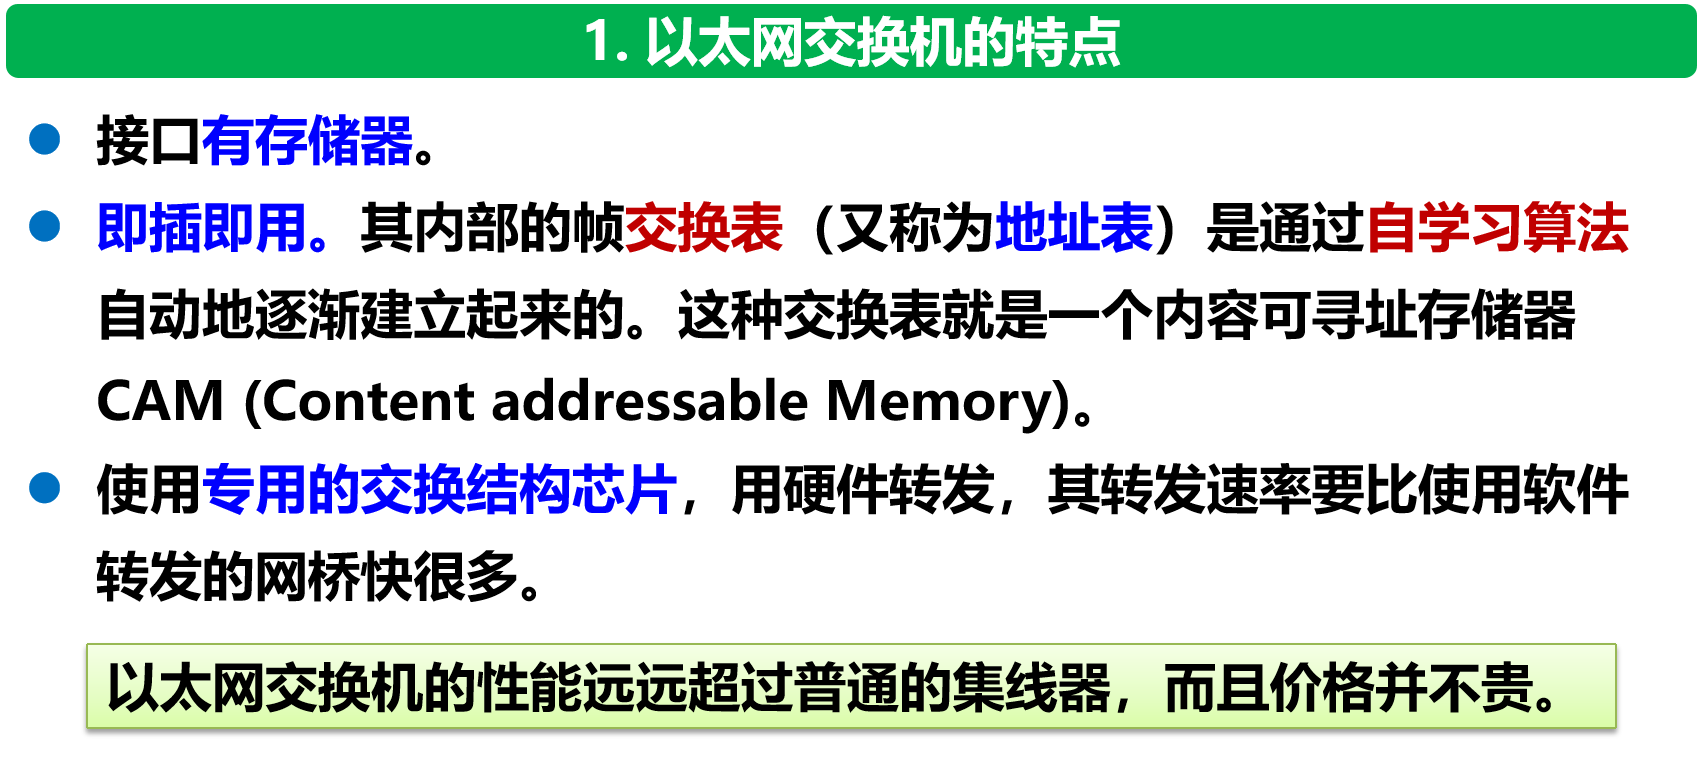 1. 以太网交换机的特点
接口有存储器。
即插即用。其内部的帧交换表（又称为地址表）是通过自学习算法
自动地逐渐建立起来的。这种交换表就是一个内容可寻址存储器
CAM (Content addressable Memory)。
使用专用的交换结构芯片，用硬件转发，其转发速率要比使用软件
转发的网桥快很多。
以太网交换机的性能远远超过普通的集线器，而且价格并不贵。